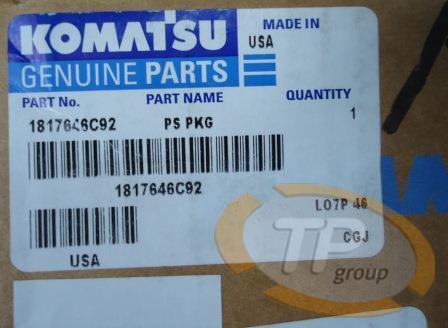 KOMATSU
GENUINE PARTS
MADE IN
USA
PART No. PART NAME QUANTITY
1817646C92 PS PKG 1
1817646C92
L07P 46
CGJ
USA
TP
group